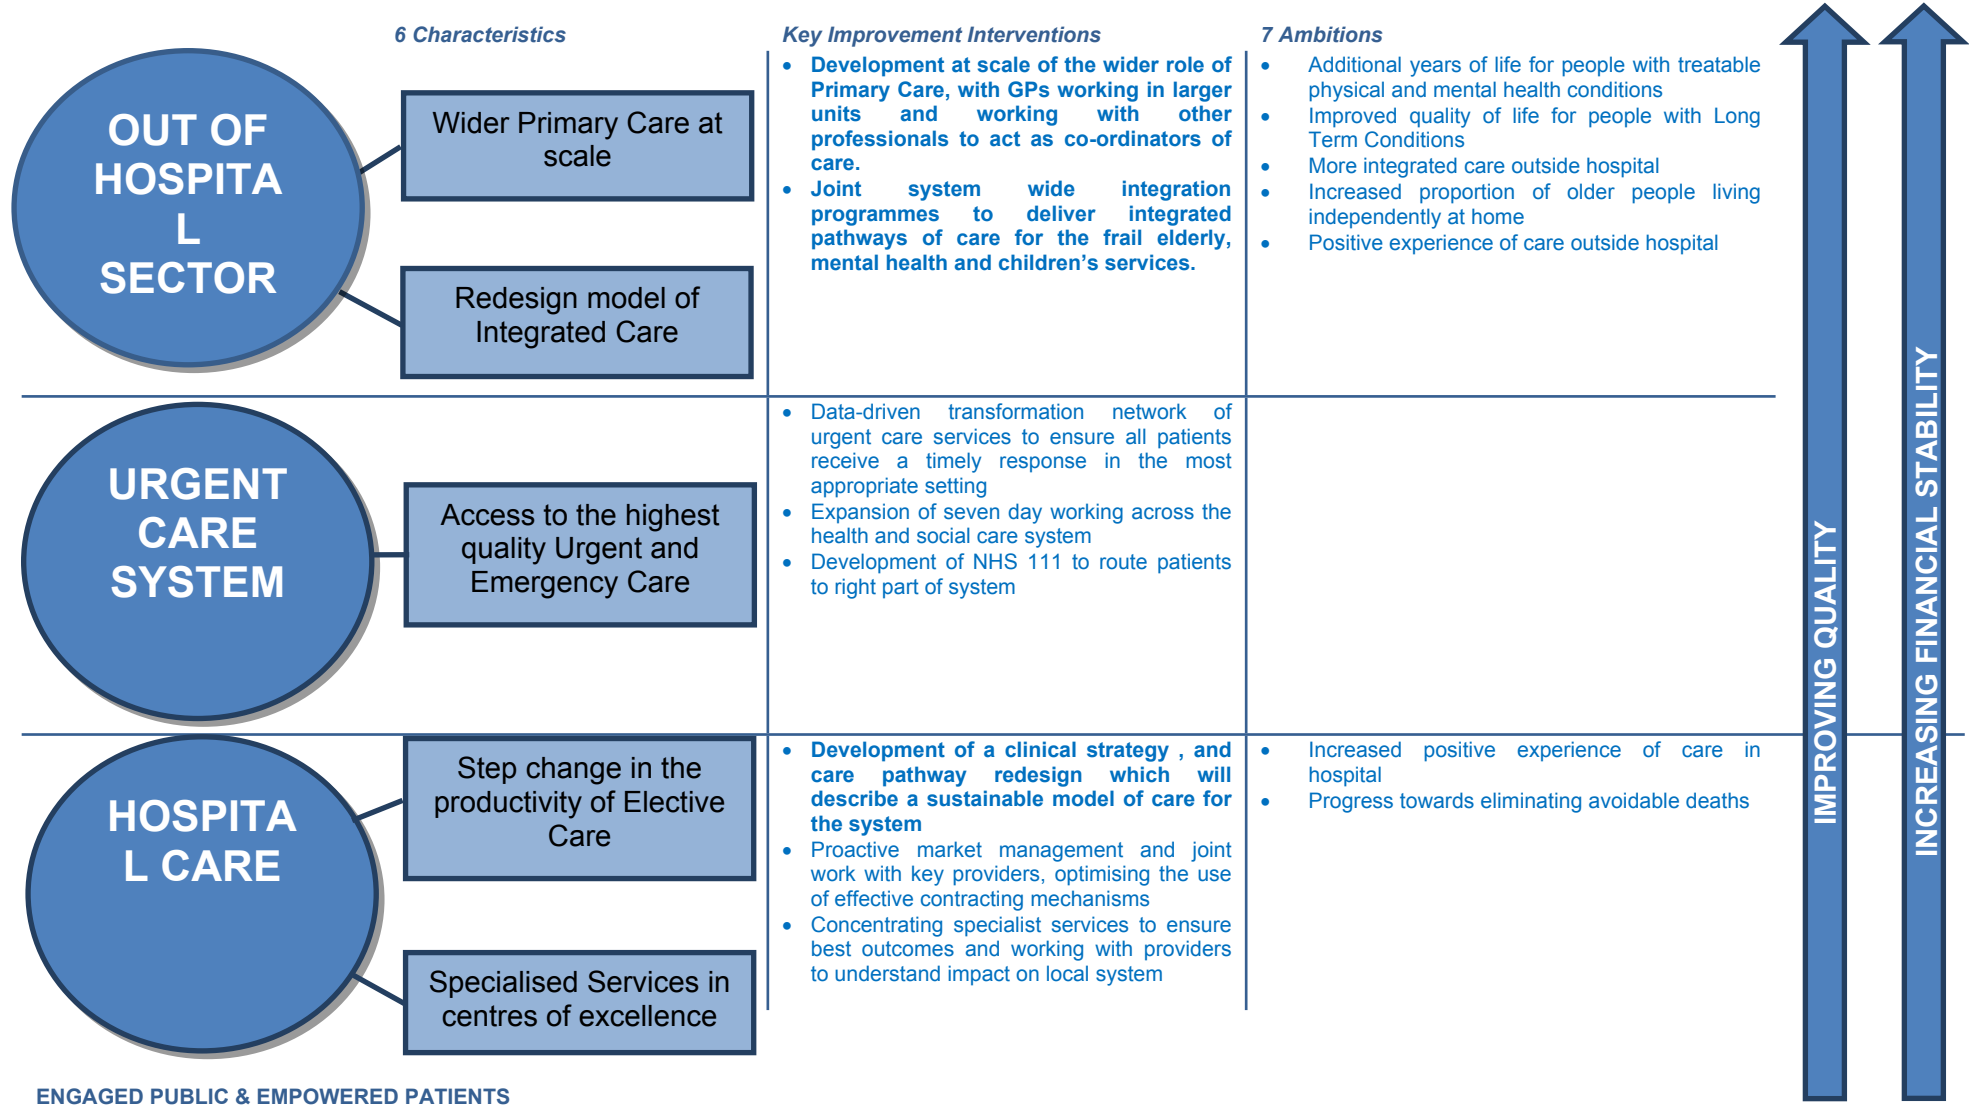 6 Characteristics
Key Improvement Interventions
7 Ambitions
OUT OF
HOSPITA
L
SECTOR
Wider Primary Care at
scale
Redesign model of
Integrated Care
• Development at scale of the wider role of
Primary Care, with GPs working in larger
units and working with other
professionals to act as co-ordinators of
care.
• Joint system wide integration
programmes to deliver integrated
pathways of care for the frail elderly,
mental health and children’s services.
• Additional years of life for people with treatable
physical and mental health conditions
• Improved quality of life for people with Long
Term Conditions
• More integrated care outside hospital
• Increased proportion of older people living
independently at home
• Positive experience of care outside hospital
URGENT
CARE
SYSTEM
Access to the highest
quality Urgent and
Emergency Care
• Data-driven transformation network of
urgent care services to ensure all patients
receive a timely response in the most
appropriate setting
• Expansion of seven day working across the
health and social care system
• Development of NHS 111 to route patients
to right part of system
HOSPITA
L CARE
Step change in the
productivity of Elective
Care
Specialised Services in
centres of excellence
• Development of a clinical strategy , and
care pathway redesign which will
describe a sustainable model of care for
the system
• Proactive market management and joint
work with key providers, optimising the use
of effective contracting mechanisms
• Concentrating specialist services to ensure
best outcomes and working with providers
to understand impact on local system
• Increased positive experience of care in
hospital
• Progress towards eliminating avoidable deaths
IMPROVING QUALITY
INCREASING FINANCIAL STABILITY
ENGAGED PUBLIC & EMPOWERED PATIENTS